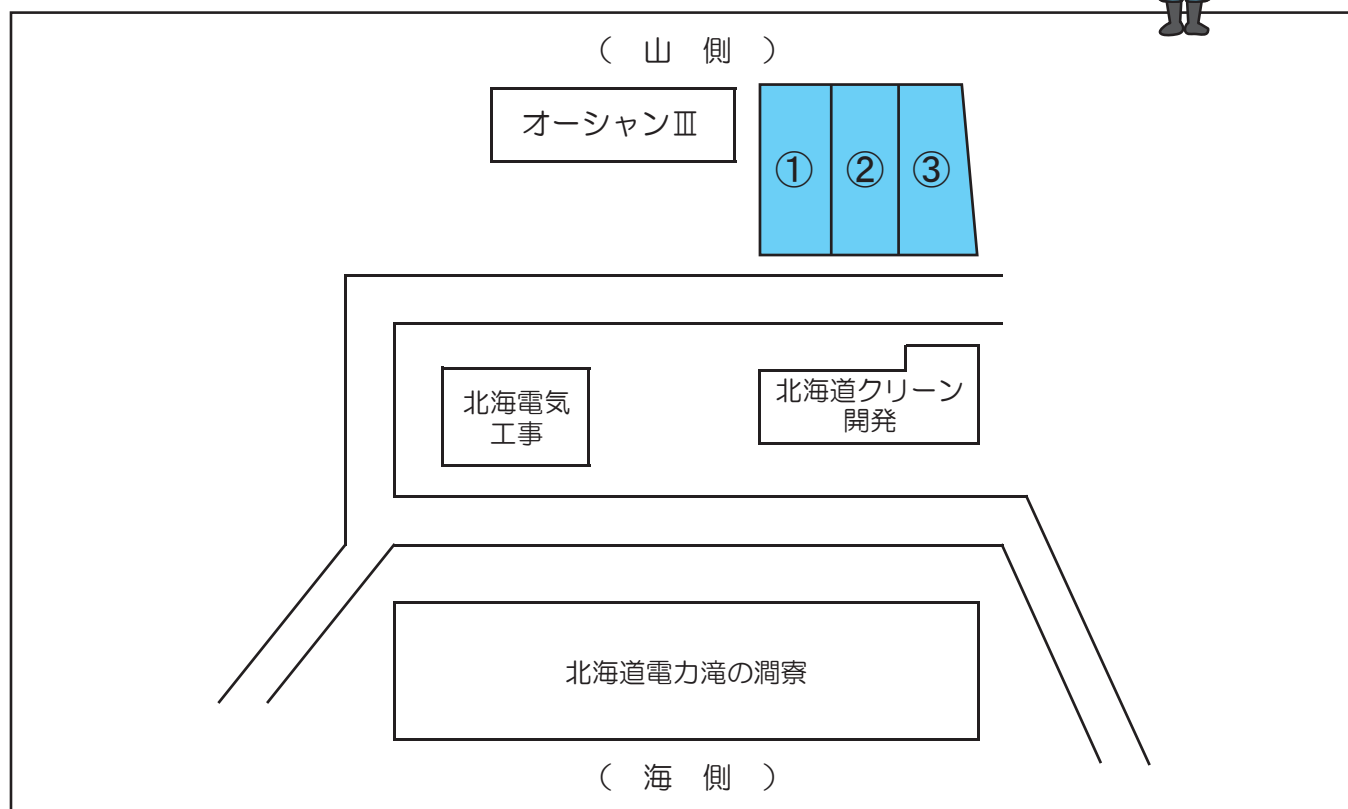 ( 山 側 )
オーシャンⅢ
① ② ③
北海電気
工事
北海道クリーン
開発
北海道電力滝の澗寮
( 海 側 )